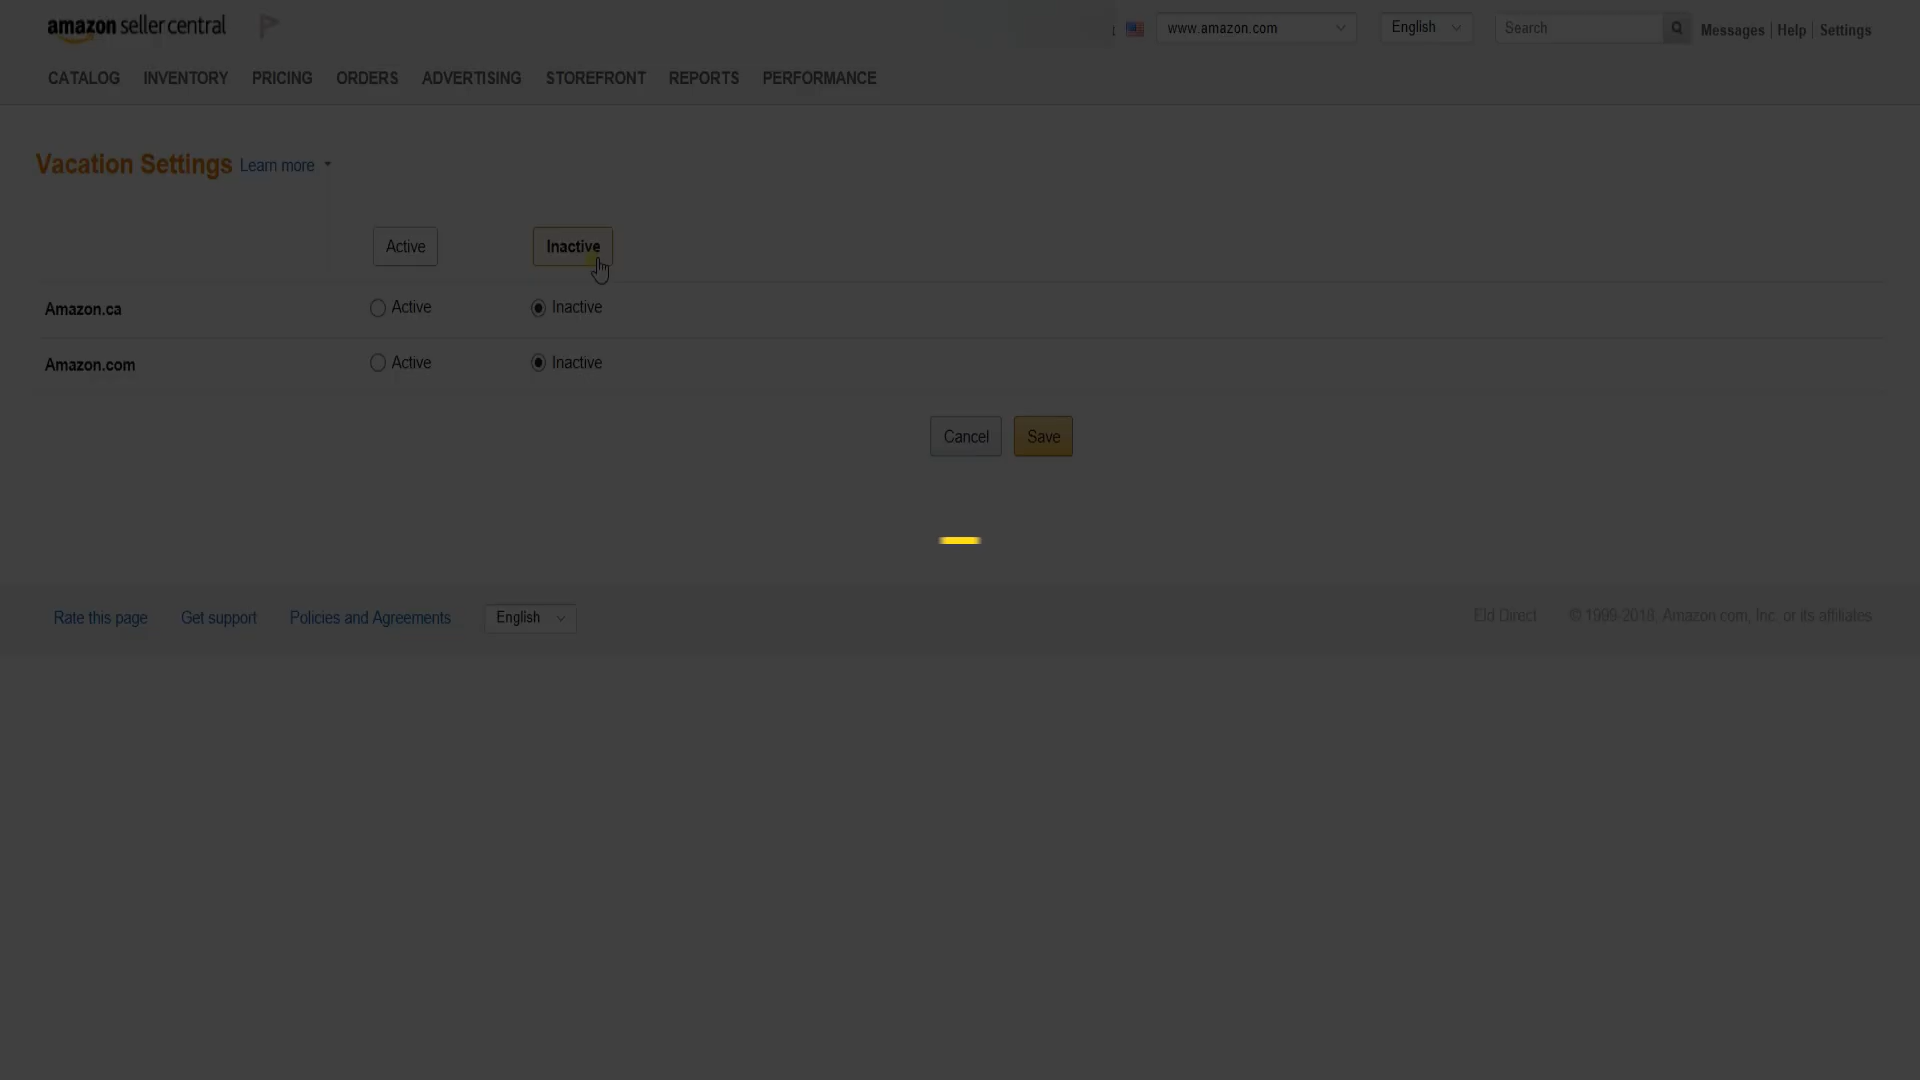 amazon seller central
www.amazon.com
English
Search
Messages | Help | Settings
CATALOG INVENTORY PRICING ORDERS ADVERTISING STOREFRONT REPORTS PERFORMANCE
Vacation Settings Learn more
Active Inactive
Amazon.ca Active Inactive
Amazon.com Active Inactive
Cancel Save
Rate this page Get support Policies and Agreements English
Eld Direct © 1999-2018, Amazon.com, Inc. or its affiliates